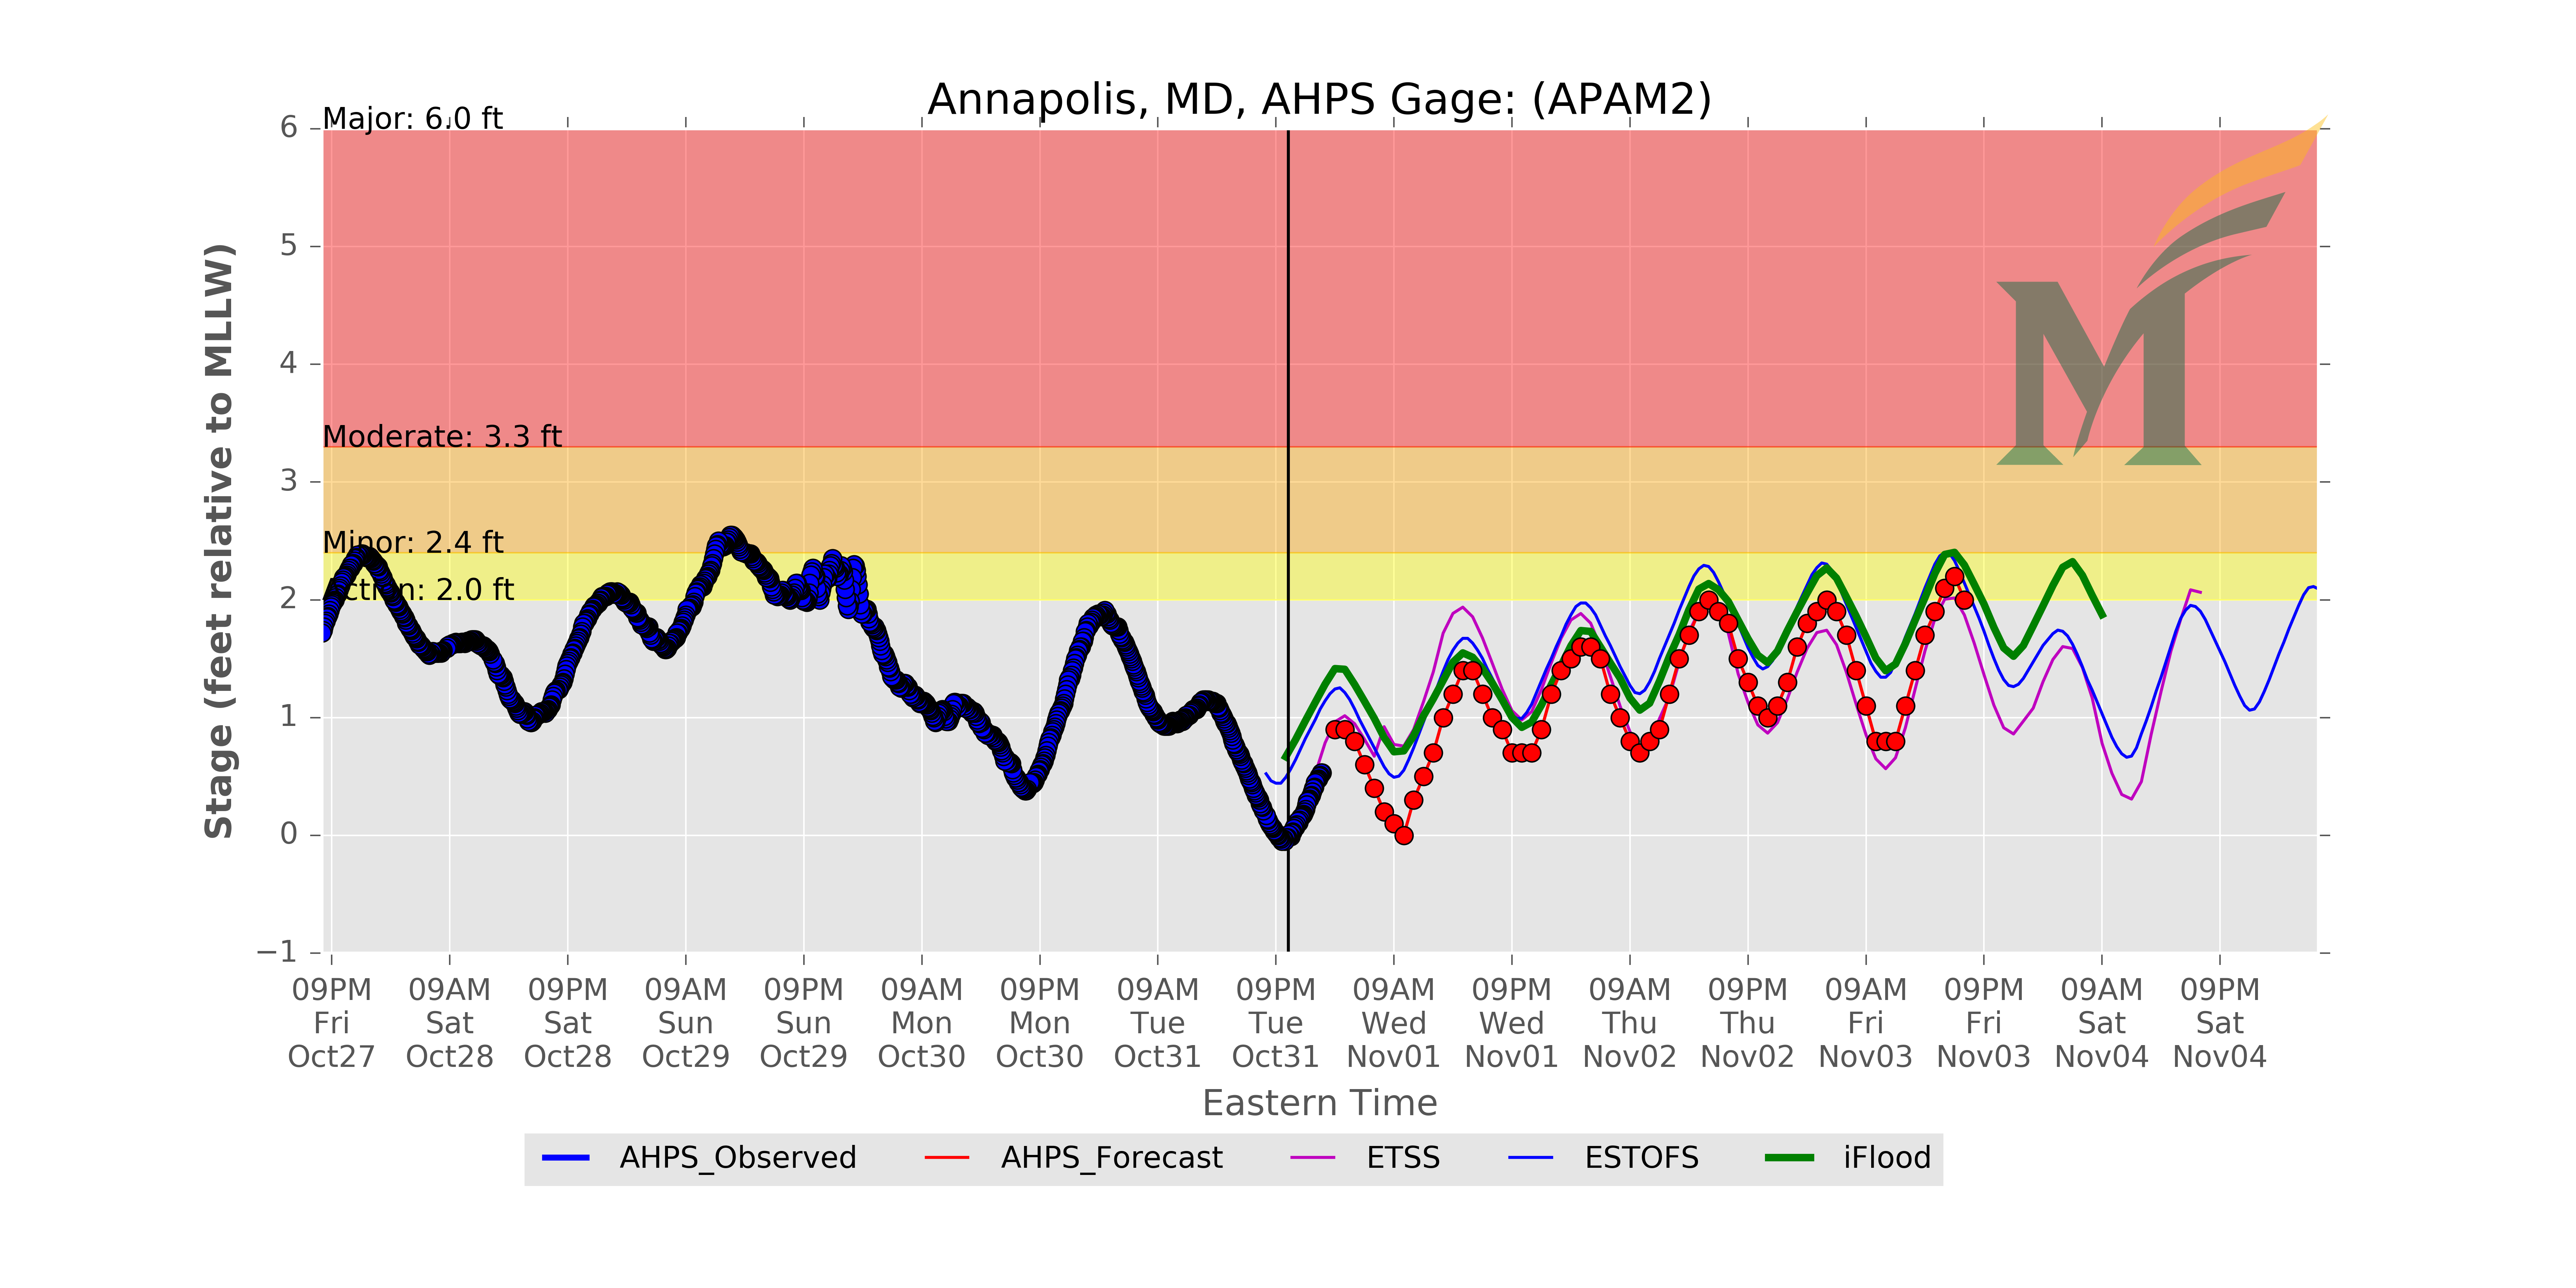 Annapolis, MD, AHPS Gage: (APAM2)
Major: 6.0 ft
Moderate: 3.3 ft
Minor: 2.4 ft
Action: 2.0 ft
Stage (feet relative to MLLW)
6
5
4
3
2
1
0
−1
09PM 09AM 09PM 09AM 09PM 09AM 09PM 09AM 09PM 09AM 09PM 09AM 09PM 09AM 09PM 09AM 09PM
Fri Sat Sat Sun Sun Mon Mon Tue Tue Wed Wed Thu Thu Fri Fri Sat Sat
Oct27 Oct28 Oct28 Oct29 Oct29 Oct30 Oct30 Oct31 Oct31 Nov01 Nov01 Nov02 Nov02 Nov03 Nov03 Nov04 Nov04
Eastern Time
AHPS_Observed AHPS_Forecast ETSS ESTOFS iFlood
M